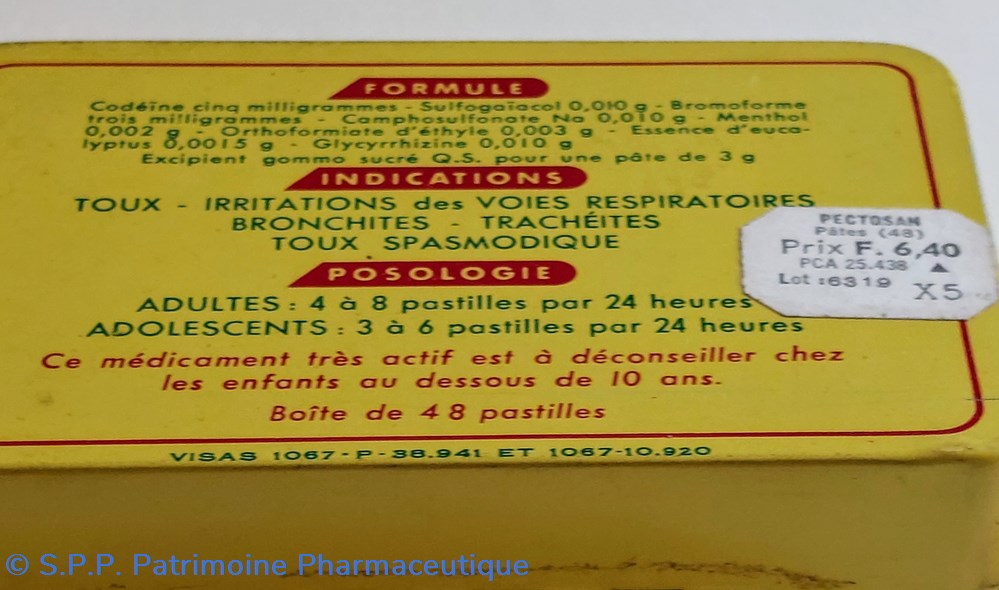 FORMULE
Codéïne cinq milligrammes - Sulfogaïacol 0,010 g - Bromoforme
trois milligrammes - Camphosulfonate Na 0,010 g - Menthol
0,002 g - Orthoformiate d'éthyle 0,003 g - Essence d'euca-
lyptus 0,0015 g - Glycyrrhizine 0,010 g
Excipient gommo sucré Q.S. pour une pâte de 3 g
INDICATIONS
TOUX - IRRITATIONS des VOIES RESPIRATOIRES
BRONCHITES - TRACHÉITES
TOUX SPASMODIQUE
POSOLOGIE
ADULTES : 4 à 8 pastilles par 24 heures
ADOLESCENTS : 3 à 6 pastilles par 24 heures
Ce médicament très actif est à déconseiller chez
les enfants au dessous de 10 ans.
Boîte de 48 pastilles
VISAS 1067-P-38.941 ET 1067-10.920
PECTOSAN
Pâtes (48)
Prix F. 6,40
PCA 25.438
Lot :6319 X5
© S.P.P. Patrimoine Pharmaceutique